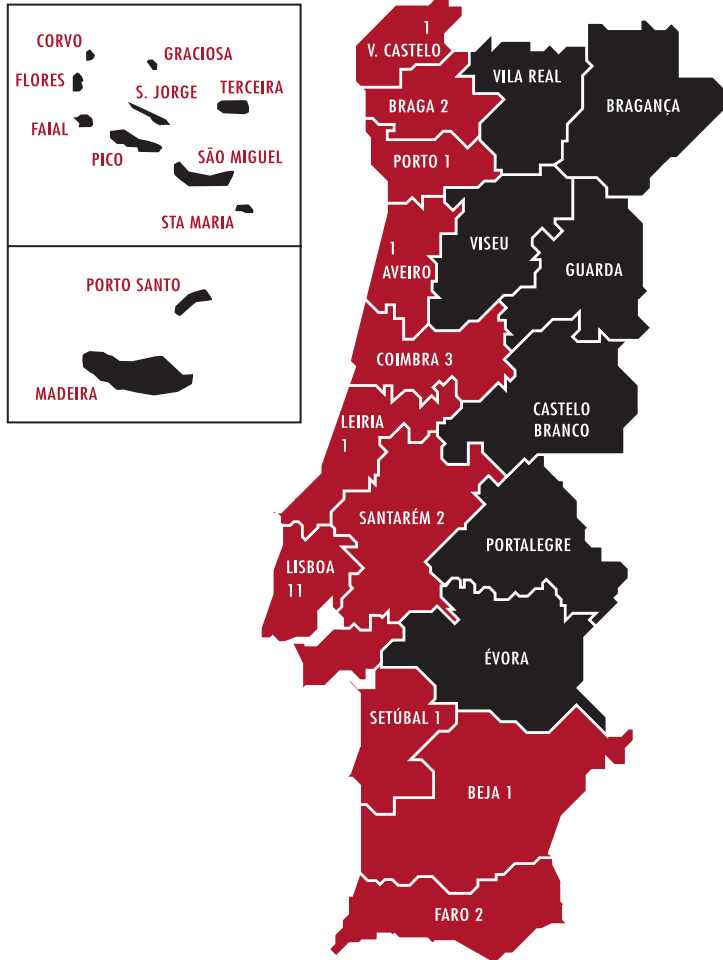 CORVO
GRACIOSA
FLORES
S. JORGE
TERCEIRA
FAIAL
PICO
SÃO MIGUEL
STA MARIA
PORTO SANTO
MADEIRA
1
V. CASTELO
VILA REAL
BRAGANÇA
BRAGA 2
PORTO 1
1
AVEIRO
VISEU
GUARDA
COIMBRA 3
LEIRIA
1
CASTELO
BRANCO
SANTARÉM 2
PORTALEGRE
LISBOA
11
ÉVORA
SETÚBAL 1
BEJA 1
FARO 2